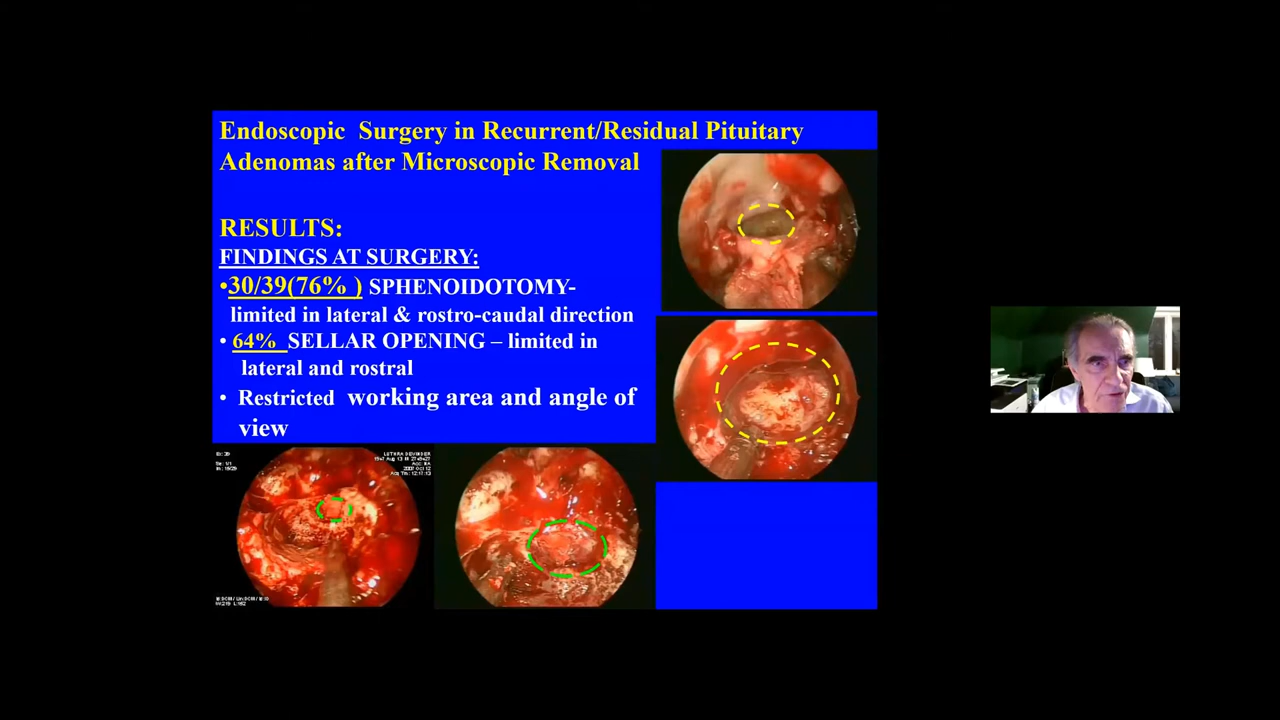 Endoscopic Surgery in Recurrent/Residual Pituitary
Adenomas after Microscopic Removal
RESULTS:
FINDINGS AT SURGERY:
•30/39(76% ) SPHENOIDOTOMY-
limited in lateral & rostro-caudal direction
• 64% SELLAR OPENING – limited in
lateral and rostral
• Restricted working area and angle of
view